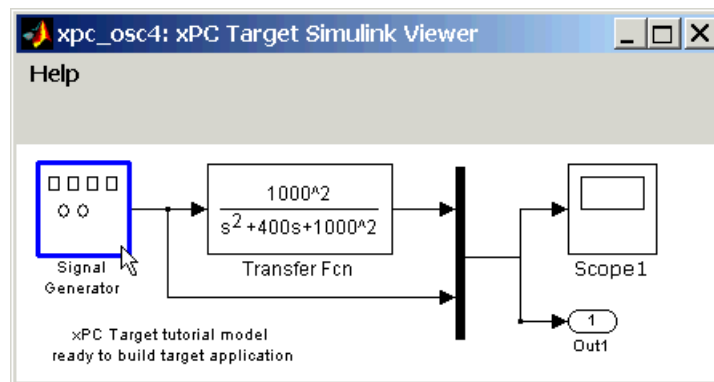 xpc_osc4: xPC Target Simulink Viewer
Help
1000^2
s2+400s+1000^2
Signal
Generator
Transfer Fcn
Scope1
1
Out1
xPC Target tutorial model
ready to build target application